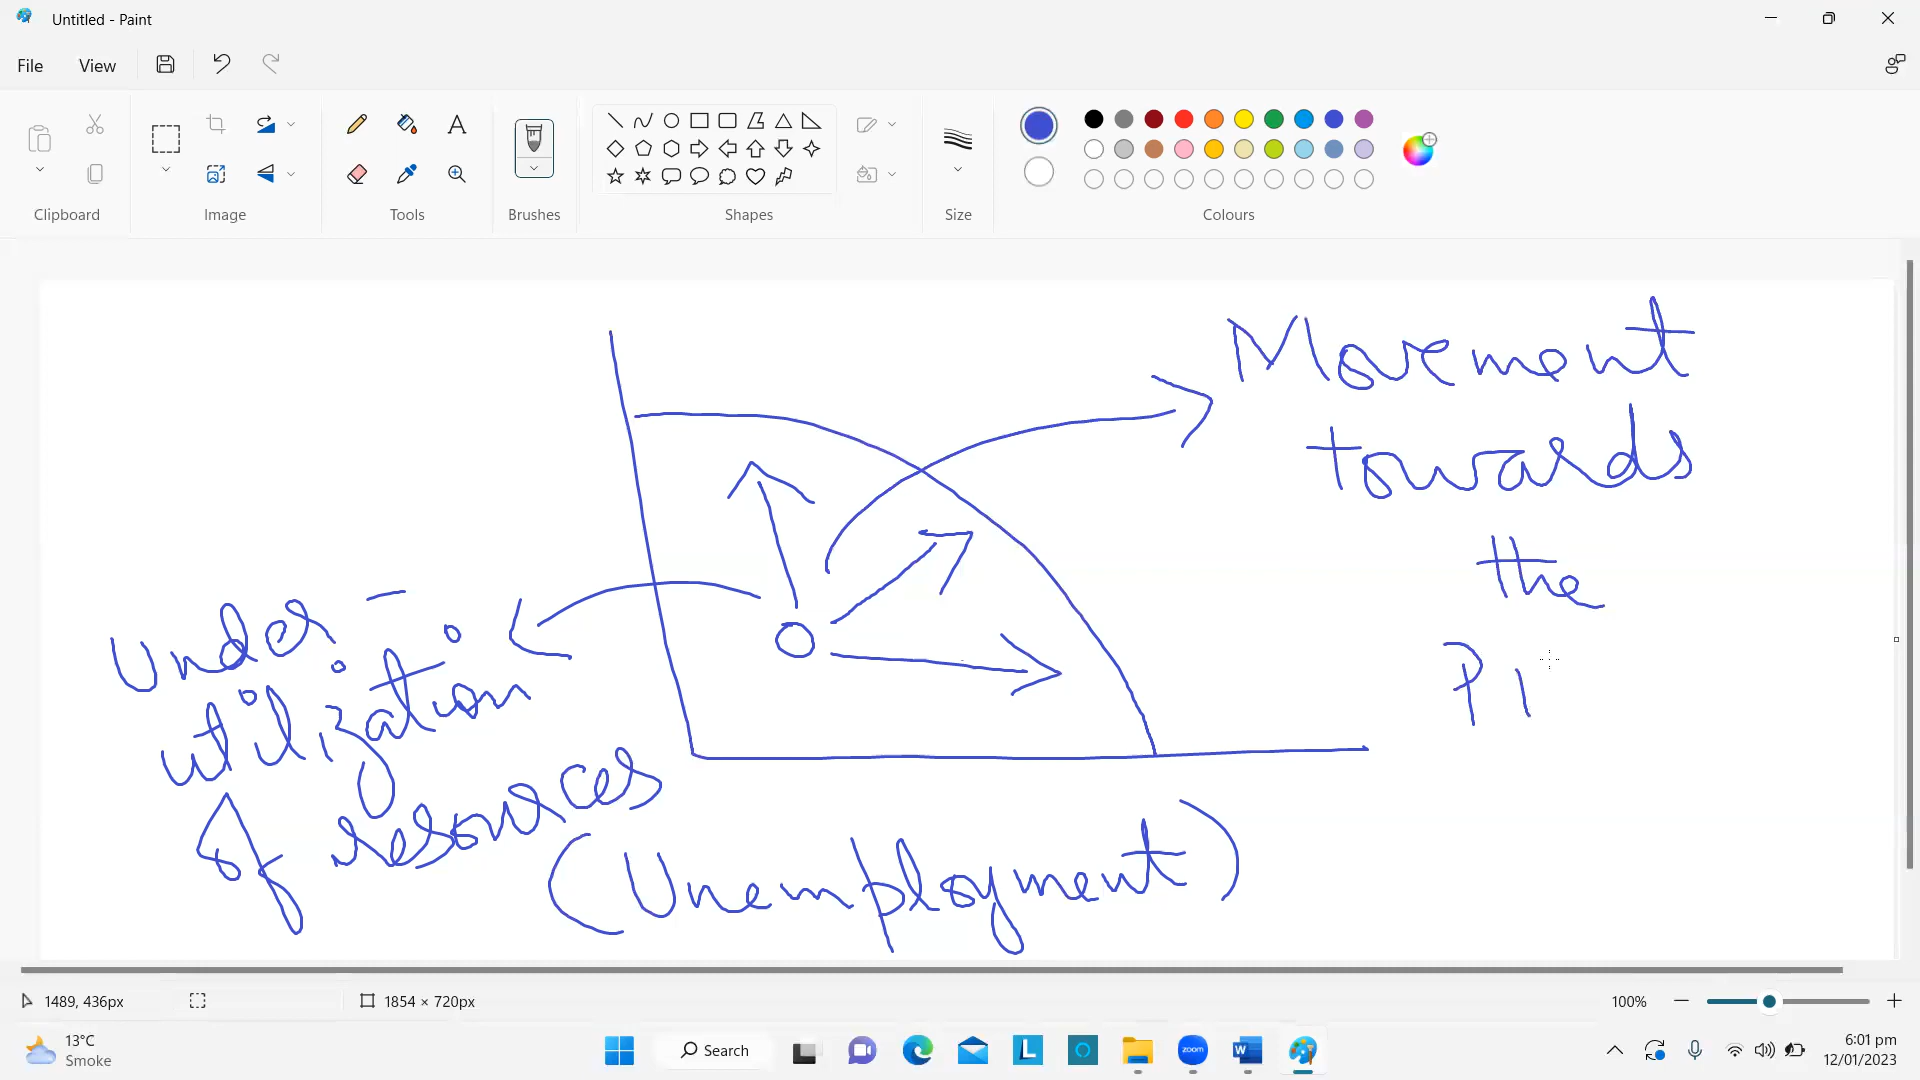 Untitled - Paint
File View
Clipboard
Image
Tools
Brushes
Shapes
Size
Colours
Movement
towards
the
P
Under -
utilization
of resources
(Unemployment)
1489, 436px
1854 × 720px
100%
13°C
Smoke
Search
zoom
6:01 pm
12/01/2023